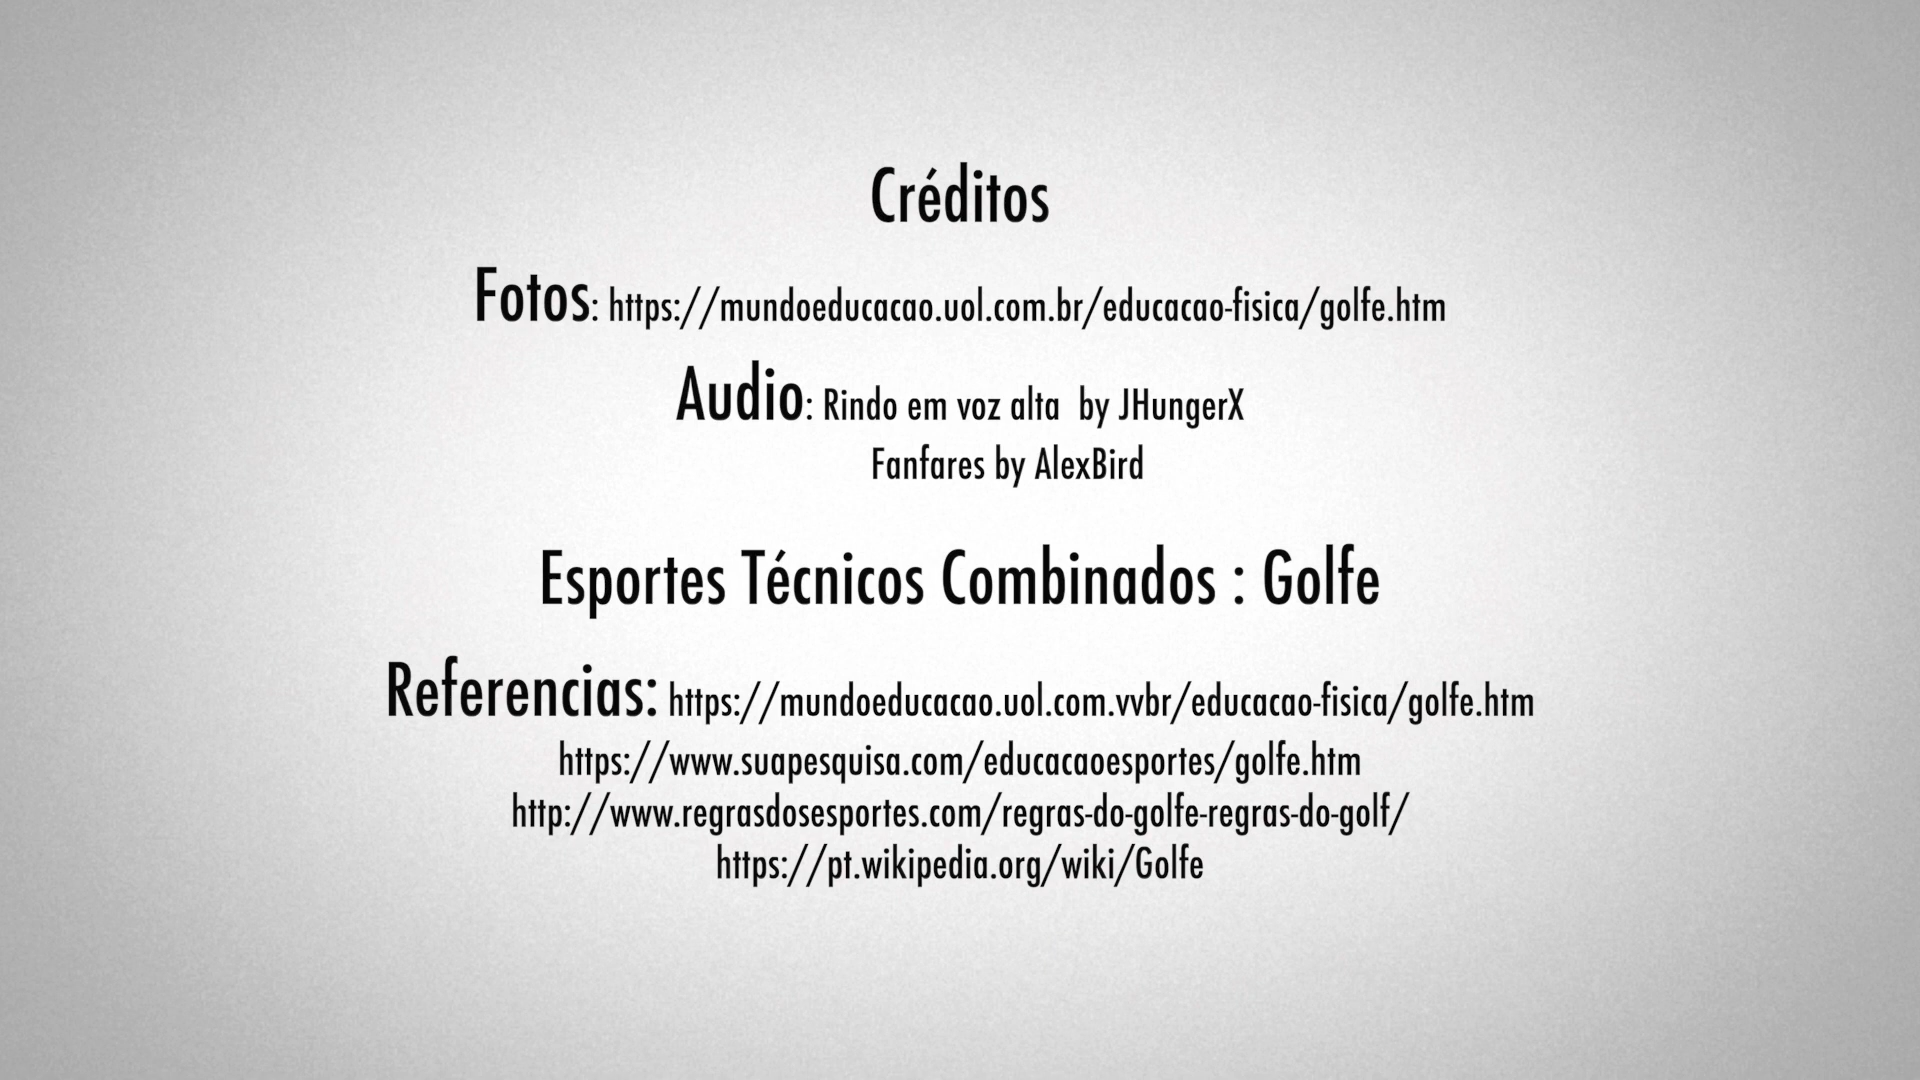 Créditos
Fotos: https://mundoeducacao.uol.com.br/educacao-fisica/golfe.htm
Audio: Rindo em voz alta  by JHungerX
Fanfares by AlexBird
Esportes Técnicos Combinados : Golfe
Referencias: https://mundoeducacao.uol.com.vvbr/educacao-fisica/golfe.htm
https://www.suapesquisa.com/educacaoesportes/golfe.htm
http://www.regrasdosesportes.com/regras-do-golfe-regras-do-golf/
https://pt.wikipedia.org/wiki/Golfe